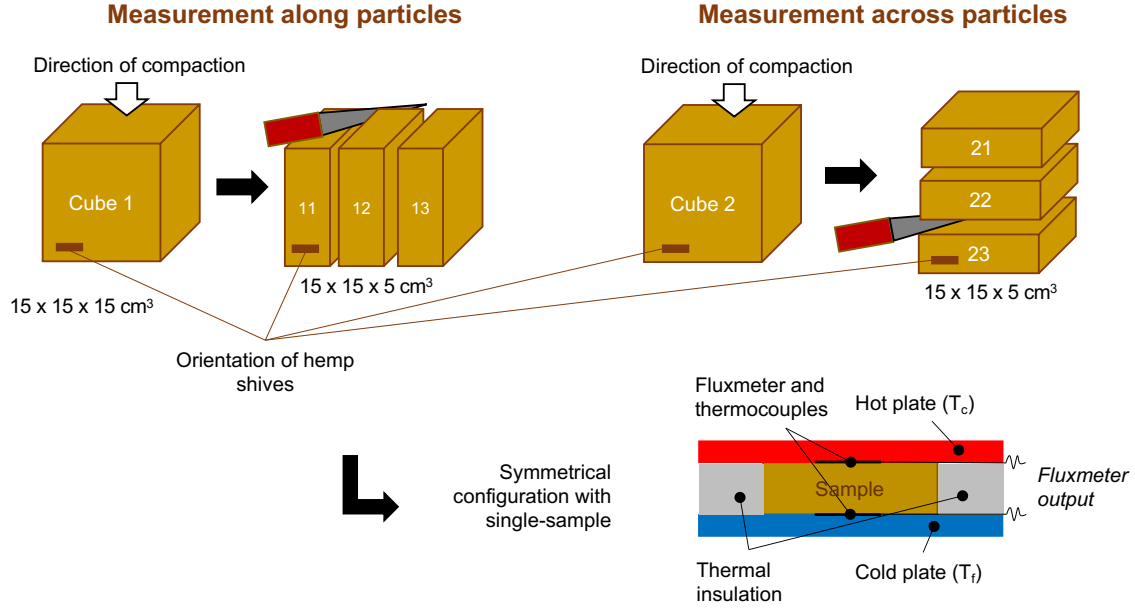 Measurement along particles
Direction of compaction
Cube 1
11
12
13
15 x 15 x 15 cm³
15 x 15 x 5 cm³
Measurement across particles
Direction of compaction
Cube 2
21
22
23
15 x 15 x 5 cm³
Orientation of hemp
shives
Symmetrical
configuration with
single-sample
Fluxmeter and
thermocouples
Hot plate (T_c)
Sample
Fluxmeter
output
Thermal
insulation
Cold plate (T_f)